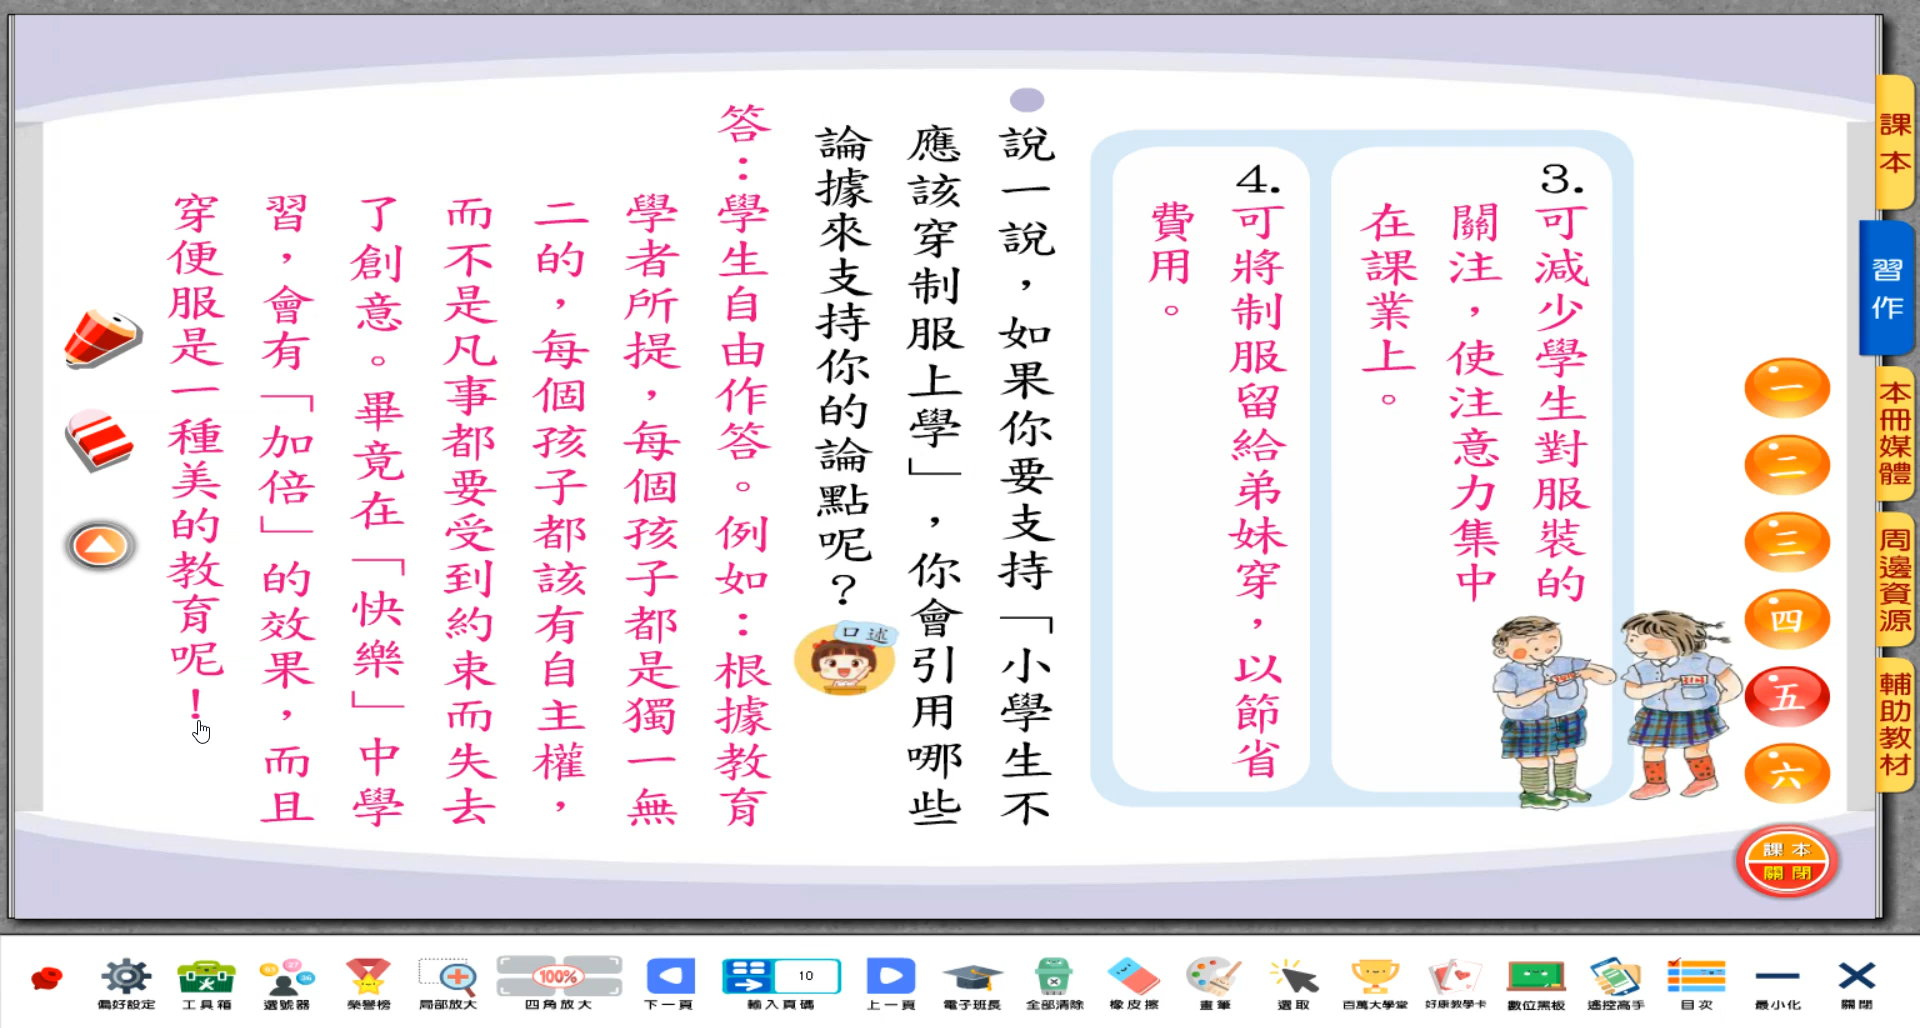 3.可減少學生對服裝的
關注，使注意力集中
在課業上。
4.可將制服留給弟妹穿，以節省
費用。
說一說，如果你要支持「小學生不
應該穿制服上學」，你會引用哪些
論據來支持你的論點呢？
口述
答：學生自由作答。例如：根據教育
學者所提，每個孩子都是獨一無
二的，每個孩子都該有自主權，
而不是凡事都要受到約束而失去
了創意。畢竟在「快樂」中學
習，會有「加倍」的效果，而且
穿便服是一種美的教育呢！
課本
習作
本冊媒體
周邊資源
輔助教材
一
二
三
四
五
六
課本
關閉
偏好設定
工具箱
選號器
榮譽榜
局部放大
100%
四角放大
下一頁
10
輸入頁碼
上一頁
電子班長
全部清除
橡皮擦
畫筆
選取
百萬大學堂
好康教學卡
數位黑板
遙控高手
目次
最小化
關閉